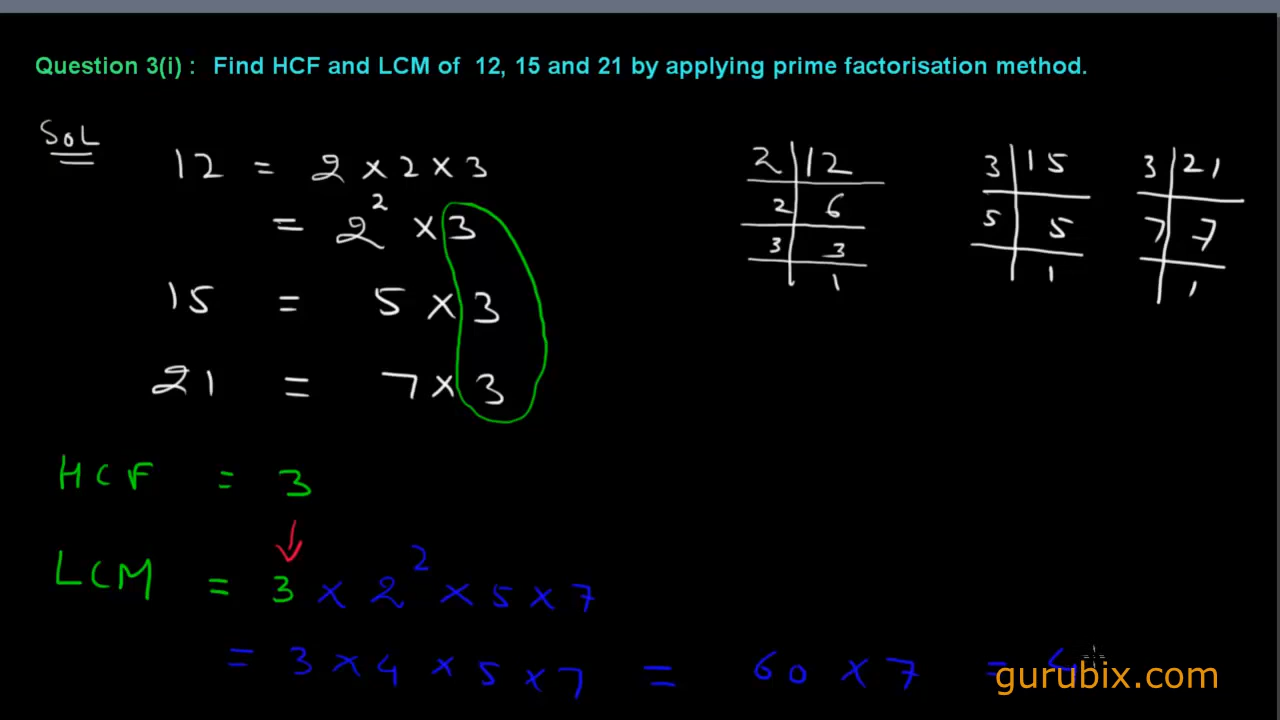 Question 3(i) : Find HCF and LCM of 12, 15 and 21 by applying prime factorisation method.
SOL
12 = 2 × 2 × 3
= 2² × 3
15 = 5 × 3
21 = 7 × 3
2 | 12
2 | 6
3 | 3
1
3 | 15
5 | 5
1
3 | 21
7 | 7
1
HCF = 3
LCM = 3 × 2² × 5 × 7
= 3 × 4 × 5 × 7 = 60 × 7 =
gurubix.com